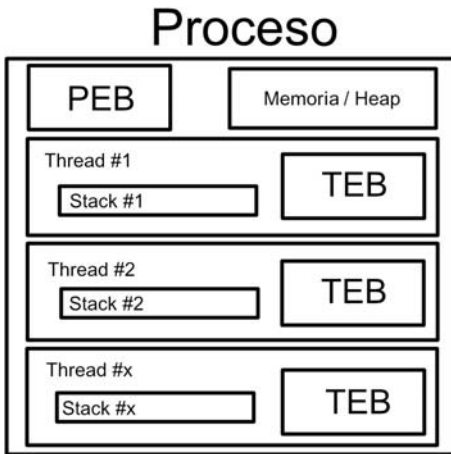 Proceso
PEB
Memoria / Heap
Thread #1
Stack #1
TEB
Thread #2
Stack #2
TEB
Thread #x
Stack #x
TEB